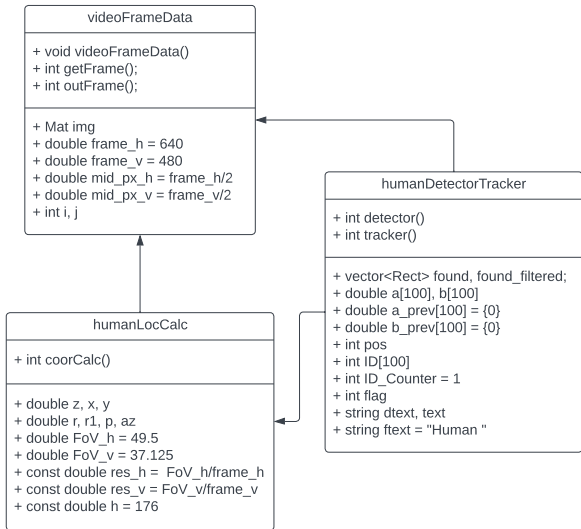 videoFrameData
+ void videoFrameData()
+ int getFrame();
+ int outFrame();
+ Mat img
+ double frame_h = 640
+ double frame_v = 480
+ double mid_px_h = frame_h/2
+ double mid_px_v = frame_v/2
+ int i, j
humanDetectorTracker
+ int detector()
+ int tracker()
+ vector<Rect> found, found_filtered;
+ double a[100], b[100]
+ double a_prev[100] = {0}
+ double b_prev[100] = {0}
+ int pos
+ int ID[100]
+ int ID_Counter = 1
+ int flag
+ string dtext, text
+ string ftext = "Human "
humanLocCalc
+ int coorCalc()
+ double z, x, y
+ double r, r1, p, az
+ double FoV_h = 49.5
+ double FoV_v = 37.125
+ const double res_h =  FoV_h/frame_h
+ const double res_v = FoV_v/frame_v
+ const double h = 176